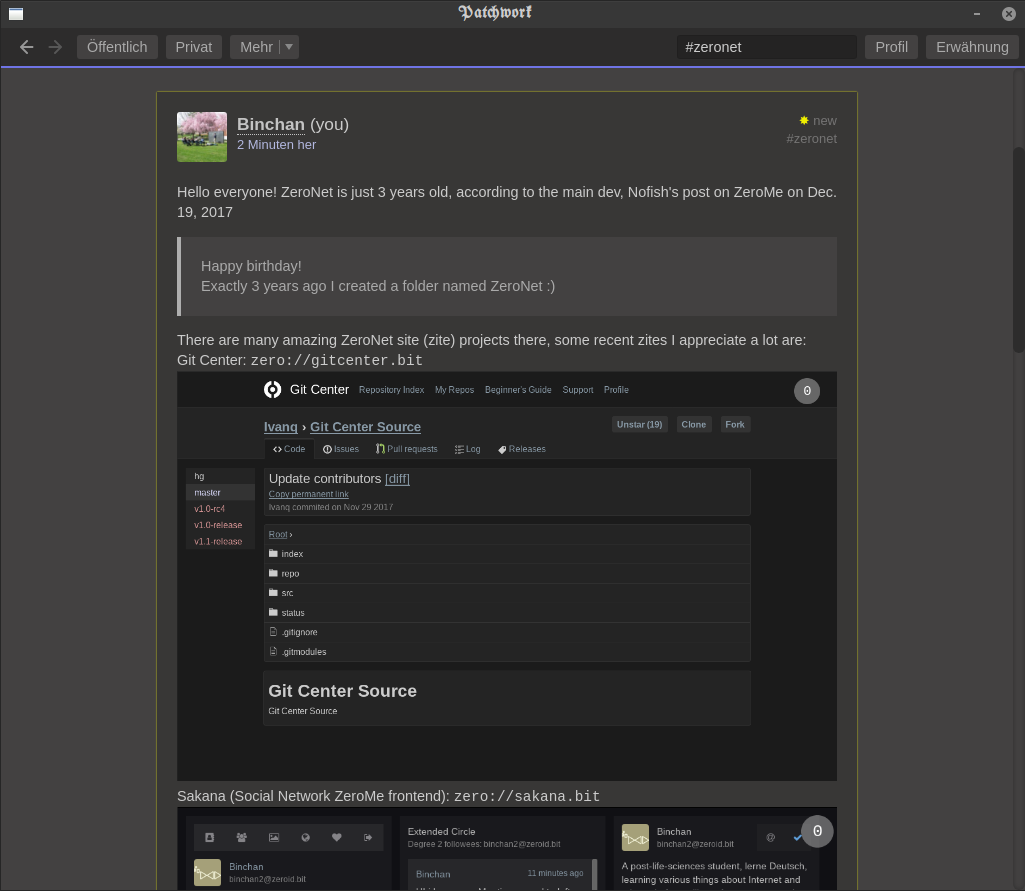 Patchwork
Öffentlich Privat Mehr #zeronet Profil Erwähnung
Binchan (you)
2 Minuten her
new
#zeronet
Hello everyone! ZeroNet is just 3 years old, according to the main dev, Nofish's post on ZeroMe on Dec.
19, 2017
Happy birthday!
Exactly 3 years ago I created a folder named ZeroNet :)
There are many amazing ZeroNet site (zite) projects there, some recent zites I appreciate a lot are:
Git Center: zero://gitcenter.bit
Git Center Repository Index My Repos Beginner's Guide Support Profile 0
Ivanq › Git Center Source Unstar (19) Clone Fork
Code Issues Pull requests Log Releases
hg
master
v1.0-rc4
v1.0-release
v1.1-release
Update contributors [diff]
Copy permanent link
Ivanq commited on Nov 29 2017
Root ›
index
repo
src
status
.gitignore
.gitmodules
Git Center Source
Git Center Source
Sakana (Social Network ZeroMe frontend): zero://sakana.bit
Binchan
binchan2@zeroid.bit
Extended Circle
Degree 2 followees: binchan2@zeroid.bit
Binchan 11 minutes ago
Binchan
binchan2@zeroid.bit
@ 0
A post-life-sciences student, lerne Deutsch,
learning various things about Internet and